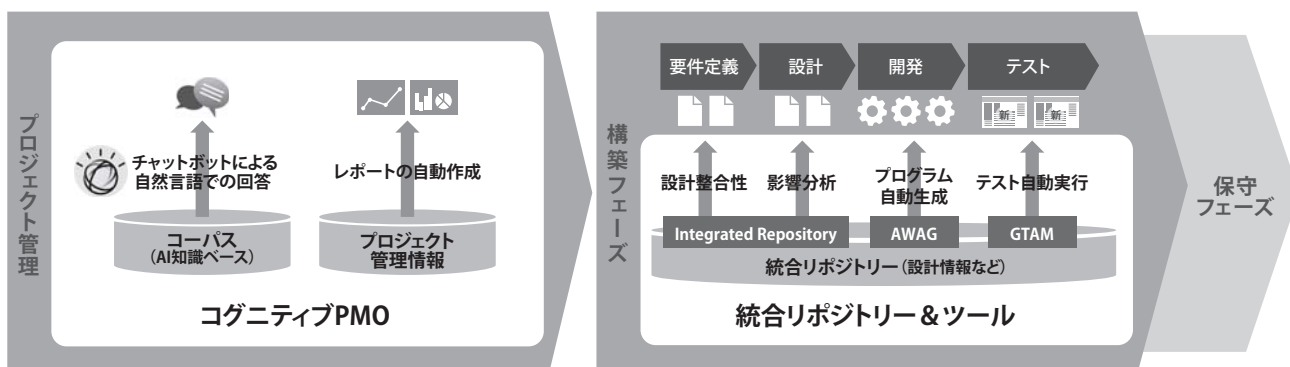 プロジェクト管理
チャットボットによる
自然言語での回答
レポートの自動作成
コーパス
(AI知識ベース)
プロジェクト
管理情報
コグニティブPMO
構築フェーズ
要件定義
設計
開発
テスト
新
新
設計整合性
影響分析
プログラム
自動生成
テスト自動実行
Integrated Repository
AWAG
GTAM
統合リポジトリー(設計情報など)
統合リポジトリー&ツール
保守
フェーズ